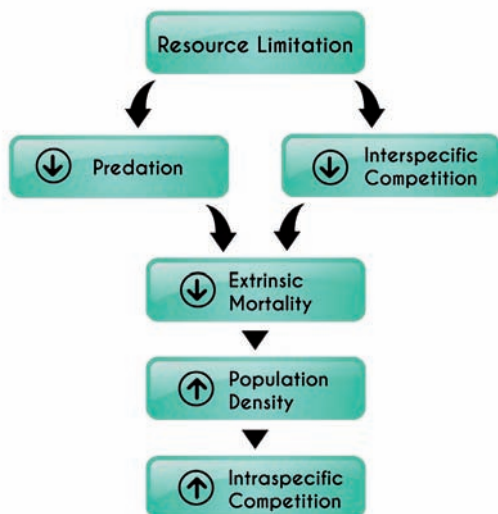 Resource Limitation
Predation
Interspecific
Competition
Extrinsic
Mortality
Population
Density
Intraspecific
Competition